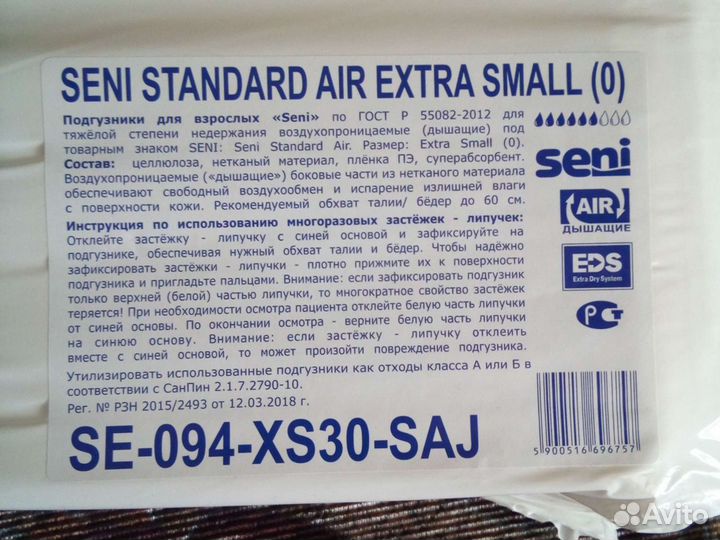 SENI STANDARD AIR EXTRA SMALL (0)
Подгузники для взрослых «Seni» по ГОСТ Р 55082-2012 для
тяжёлой степени недержания воздухопроницаемые (дышащие) под
товарным знаком SENI: Seni Standard Air. Размер: Extra Small (0).
Состав: целлюлоза, нетканый материал, плёнка ПЭ, суперабсорбент.
Воздухопроницаемые («дышащие») боковые части из нетканого материала
обеспечивают свободный воздухообмен и испарение излишней влаги
с поверхности кожи. Рекомендуемый обхват талии/ бёдер до 60 см.
Инструкция по использованию многоразовых застёжек - липучек:
Отклейте застёжку - липучку с синей основой и зафиксируйте на
подгузнике, обеспечивая нужный обхват талии и бёдер. Чтобы надёжно
зафиксировать застёжки - липучки - плотно прижмите их к поверхности
подгузника и пригладьте пальцами. Внимание: если зафиксировать подгузник
только верхней (белой) частью липучки, то многократное свойство застёжек
теряется! При необходимости осмотра пациента отклейте белую часть липучки
от синей основы. По окончании осмотра - верните белую часть липучки
на синюю основу. Внимание: если застёжку - липучку отклеить
вместе с синей основой, то может произойти повреждение подгузника.
Утилизировать использованные подгузники как отходы класса А или Б в
соответствии с СанПин 2.1.7.2790-10.
Рег. № РЗН 2015/2493 от 12.03.2018 г.
SE-094-XS30-SAJ
seni
AIR
ДЫШАЩИЕ
EDS
Extra Dry System
РСТ
5 900516 696757
Avito